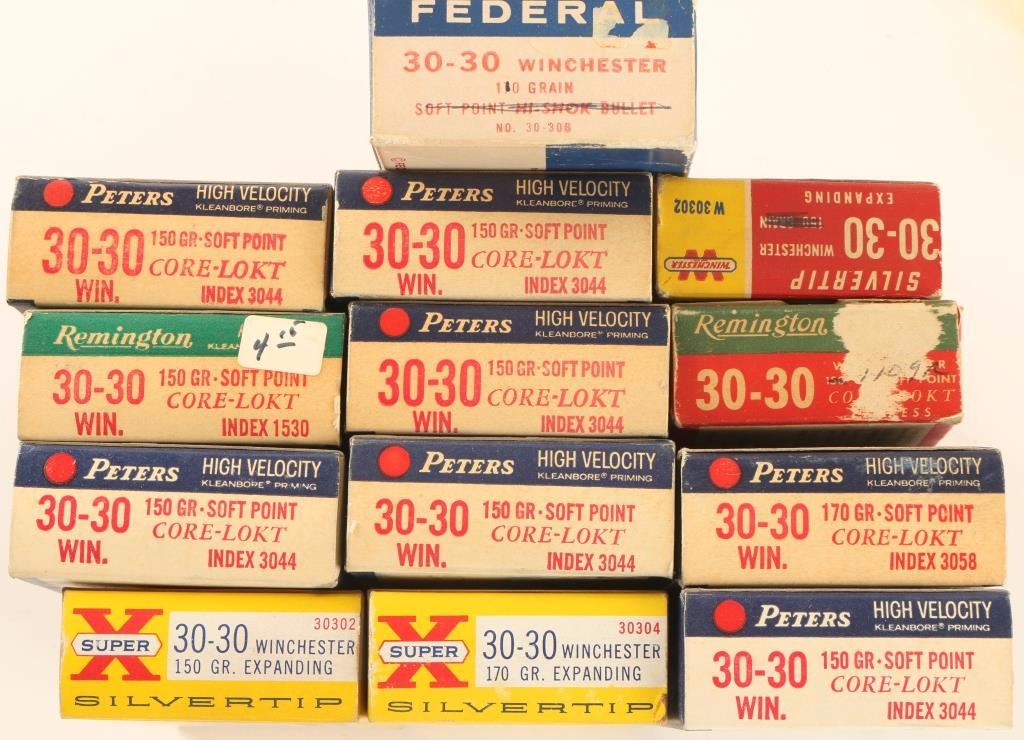 FEDERAL
30-30 WINCHESTER
110 GRAIN
SOFT POINT HI-SHOK BULLET
NO. 30-30B
PETERS HIGH VELOCITY
KLEANBORE® PRIMING
30-30 150 GR·SOFT POINT
WIN. CORE-LOKT
INDEX 3044
PETERS HIGH VELOCITY
KLEANBORE® PRIMING
30-30 150 GR·SOFT POINT
WIN. CORE-LOKT
INDEX 3044
SILVERTIP
30-30 WINCHESTER
EXPANDING
WINCHESTER
W
W30302
Remington
4
30-30 150 GR·SOFT POINT
WIN. CORE-LOKT
INDEX 1530
PETERS HIGH VELOCITY
KLEANBORE® PRIMING
30-30 150 GR·SOFT POINT
WIN. CORE-LOKT
INDEX 3044
Remington
30-30
PETERS HIGH VELOCITY
KLEANBORE® PRIMING
30-30 150 GR·SOFT POINT
WIN. CORE-LOKT
INDEX 3044
PETERS HIGH VELOCITY
KLEANBORE® PRIMING
30-30 150 GR·SOFT POINT
WIN. CORE-LOKT
INDEX 3044
PETERS HIGH VELOCITY
KLEANBORE® PRIMING
30-30 170 GR·SOFT POINT
WIN. CORE-LOKT
INDEX 3058
SUPER X
30302
30-30 WINCHESTER
150 GR. EXPANDING
SILVERTIP
SUPER X
30304
30-30 WINCHESTER
170 GR. EXPANDING
SILVERTIP
PETERS HIGH VELOCITY
KLEANBORE® PRIMING
30-30 150 GR·SOFT POINT
WIN. CORE-LOKT
INDEX 3044